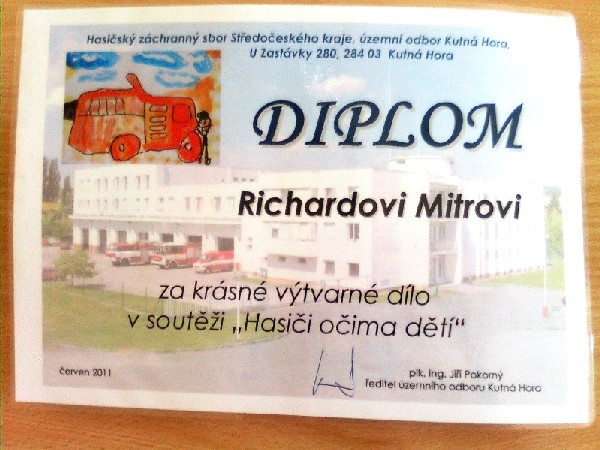 Hasičský záchranný sbor Středočeského kraje, územní odbor Kutná Hora,
U Zastávky 280, 284 03 Kutná Hora
DIPLOM
Richardovi Mitrovi
za krásné výtvarné dílo
v soutěži „Hasiči očima dětí“
červen 2011
plk. Ing. Jiří Pokorný
Ředitel územního odboru Kutná Hora